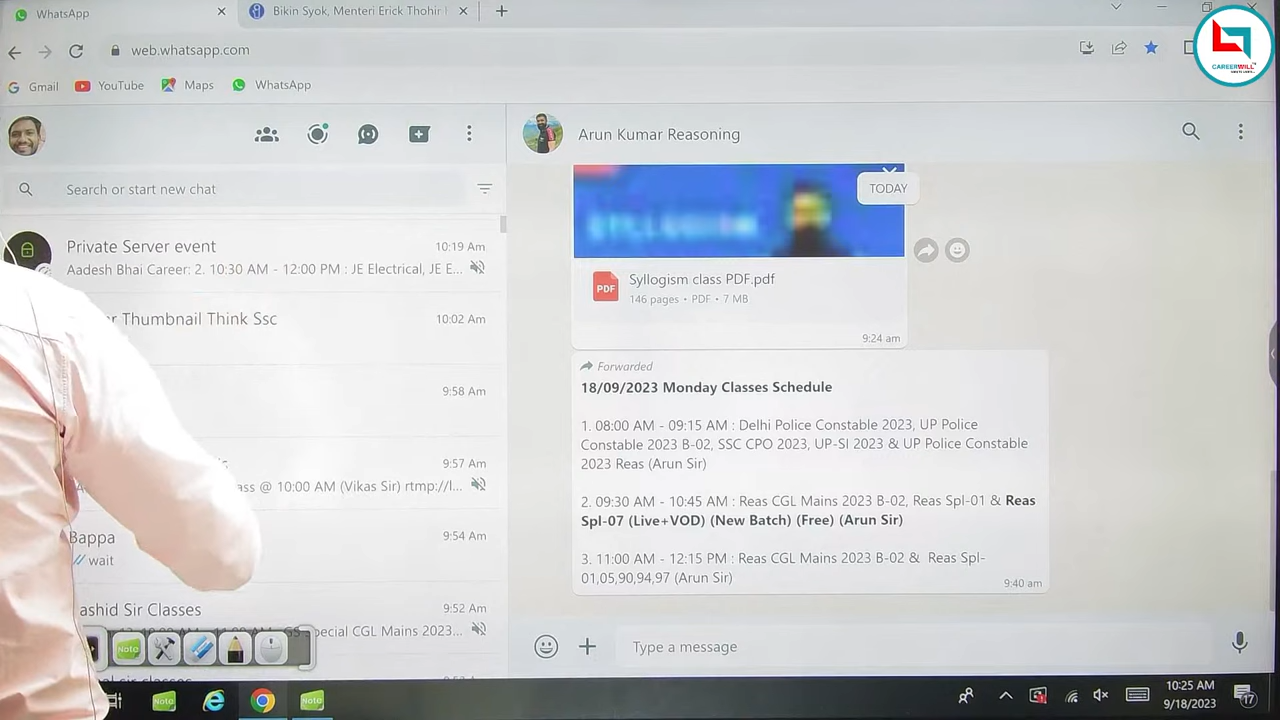 WhatsApp
Bikin Syok, Menteri Erick Thohir
web.whatsapp.com
Gmail
YouTube
Maps
WhatsApp
CAREERWILL
Arun Kumar Reasoning
Search or start new chat
TODAY
Private Server event
10:19 Am
Aadesh Bhai Career: 2. 10:30 AM - 12:00 PM : JE Electrical, JE E...
Thumbnail Think Ssc
10:02 Am
9:58 Am
9:57 Am
@ 10:00 AM (Vikas Sir) rtmp://l...
Bappa
9:54 Am
wait
ashid Sir Classes
9:52 Am
ecial CGL Mains 2023...
Syllogism class PDF.pdf
PDF
146 pages • PDF • 7 MB
9:24 am
Forwarded
18/09/2023 Monday Classes Schedule
1. 08:00 AM - 09:15 AM : Delhi Police Constable 2023, UP Police
Constable 2023 B-02, SSC CPO 2023, UP-SI 2023 & UP Police Constable
2023 Reas (Arun Sir)
2. 09:30 AM - 10:45 AM : Reas CGL Mains 2023 B-02, Reas Spl-01 & Reas
Spl-07 (Live+VOD) (New Batch) (Free) (Arun Sir)
3. 11:00 AM - 12:15 PM : Reas CGL Mains 2023 B-02 & Reas Spl-
01,05,90,94,97 (Arun Sir)
9:40 am
Type a message
Note
Note
Note
10:25 AM
9/18/2023
17